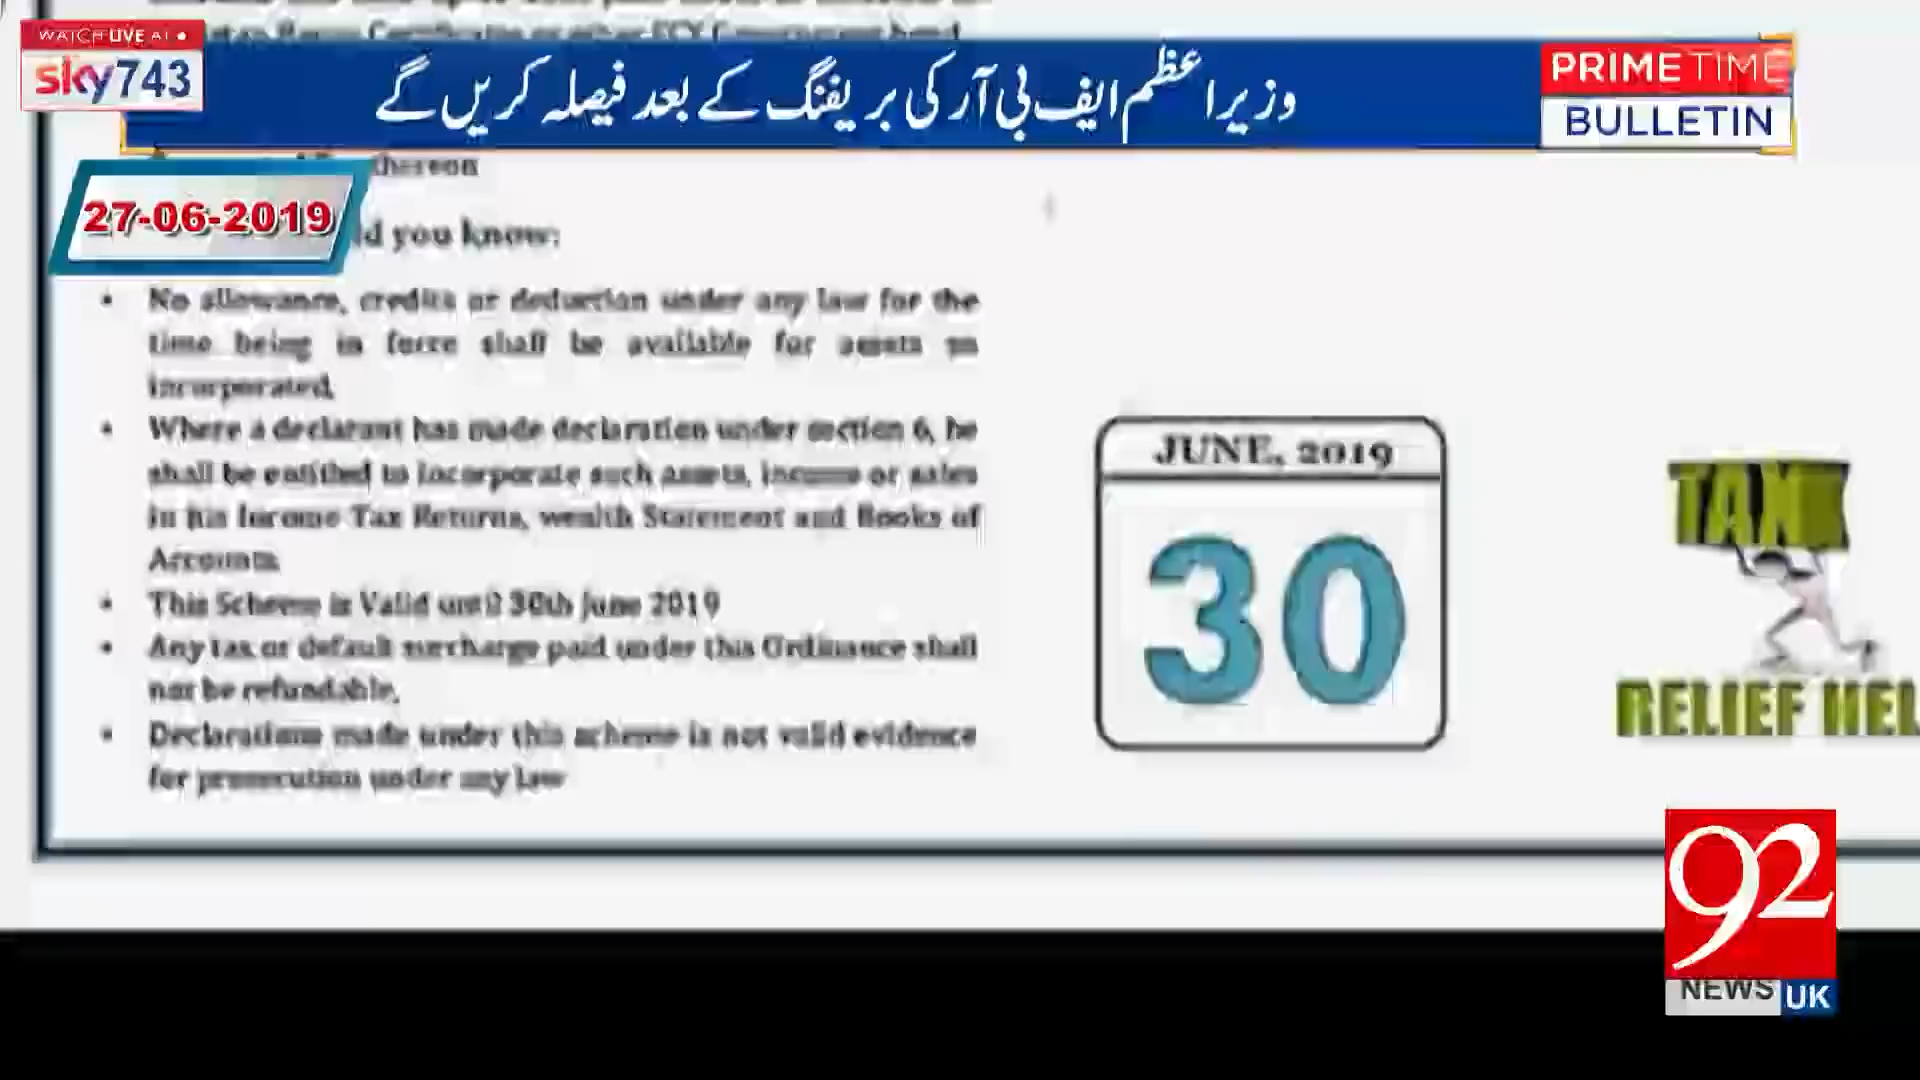 WATCH LIVE AT
sky743
وزیراعظم ایف بی آر کی بریفنگ کے بعد فیصلہ کریں گے
PRIMETIME
BULLETIN
thereon
27-06-2019
d you know:
• No allowance, credits or deduction under any law for the
time being in force shall be available for assets so
incorporated,
• Where a declarant has made declaration under section 6, he
shall be entitled to incorporate such assets, income or sales
in his Income Tax Returns, wealth Statement and Books of
Accounts
• This Scheme is Valid until 30th June 2019
• Any tax or default surcharge paid under this Ordinance shall
not be refundable,
• Declarations made under this scheme is not valid evidence
for prosecution under any law
JUNE, 2019
30
TAX
RELIEF HEL
92
NEWS UK